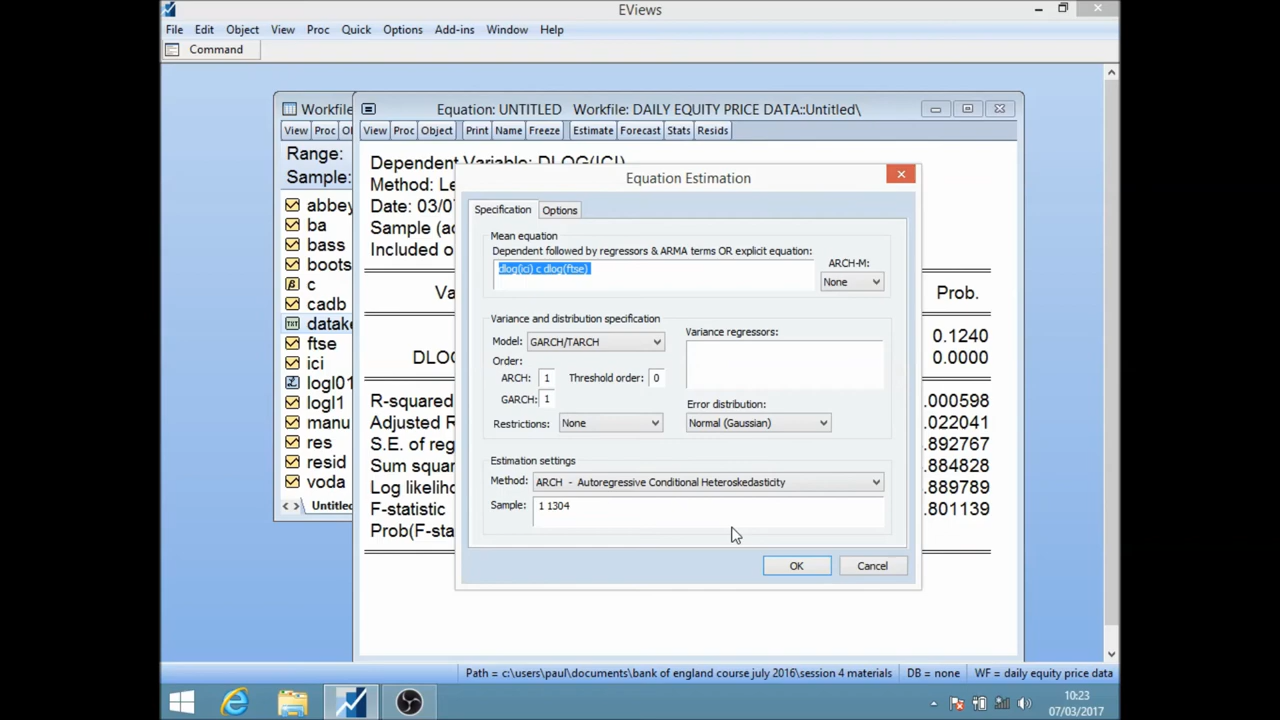 EViews
File Edit Object View Proc Quick Options Add-ins Window Help
Command
Workfile
View Proc
Range:
Sample:
abbey
ba
bass
boots
c
cadb
ftse
ici
logl01
logl1
manu
res
resid
voda
Equation: UNTITLED Workfile: DAILY EQUITY PRICE DATA::Untitled\
View Proc Object Print Name Freeze Estimate Forecast Stats Resids
Dependent Variable: DLOG(ICI)
Method: Le
Date: 03/07
Sample (ad
Included o
Va Prob.
0.1240
DLOG 0.0000
R-squared .000598
Adjusted R .022041
S.E. of reg .892767
Sum squar .884828
Log likeliho .889789
F-statistic .801139
Prob(F-sta
Equation Estimation
Specification Options
Mean equation
Dependent followed by regressors & ARMA terms OR explicit equation:
dlog(ici) c dlog(ftse)
ARCH-M:
None
Variance and distribution specification
Model: GARCH/TARCH
Variance regressors:
Order:
ARCH: 1 Threshold order: 0
GARCH: 1
Restrictions: None
Error distribution:
Normal (Gaussian)
Estimation settings
Method: ARCH - Autoregressive Conditional Heteroskedasticity
Sample: 1 1304
OK Cancel
Path = c:\users\paul\documents\bank of england course july 2016\session 4 materials DB = none WF = daily equity price data
10:23
07/03/2017